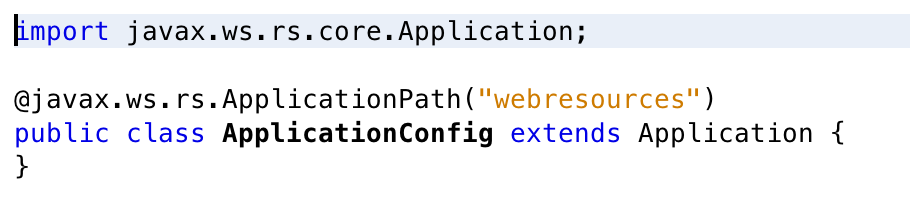 import javax.ws.rs.core.Application;
@javax.ws.rs.ApplicationPath("webresources")
public class ApplicationConfig extends Application {
}